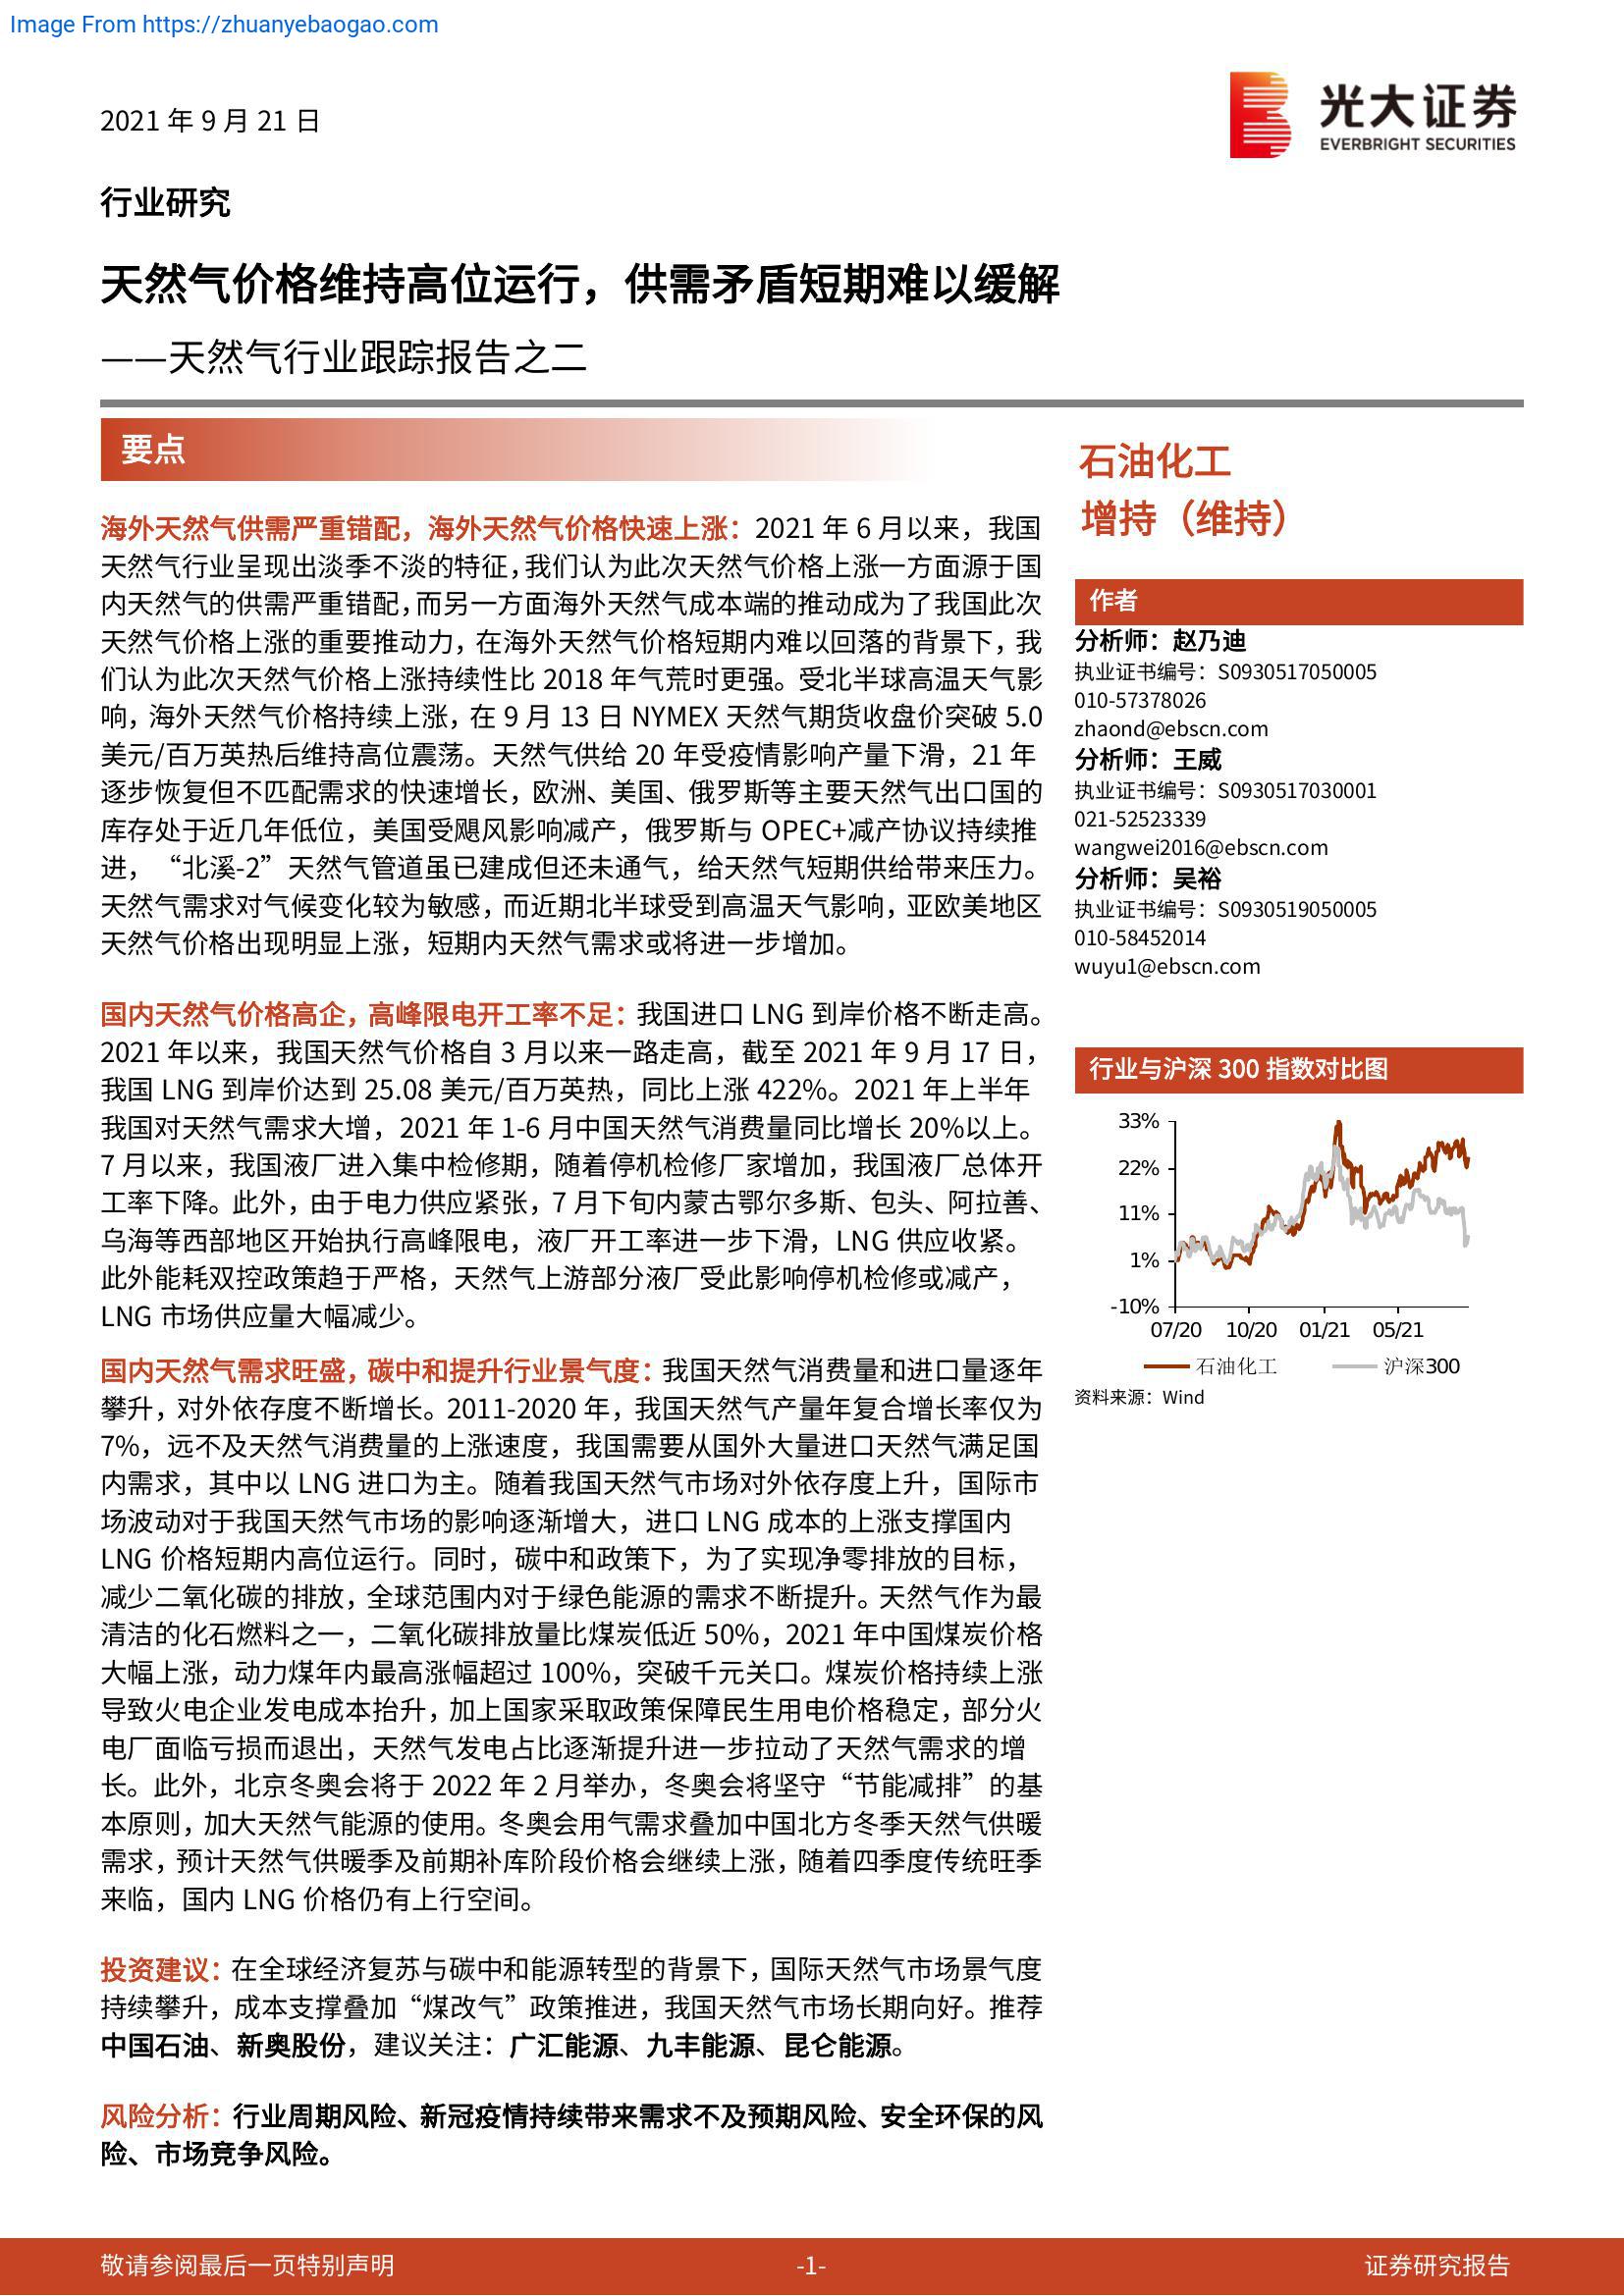 Image From https://zhuanyebaogao.com
2021 年 9 月 21 日
光大证券
EVERBRIGHT SECURITIES
行业研究
天然气价格维持高位运行，供需矛盾短期难以缓解
——天然气行业跟踪报告之二
要点
海外天然气供需严重错配，海外天然气价格快速上涨：2021 年 6 月以来，我国
天然气行业呈现出淡季不淡的特征，我们认为此次天然气价格上涨一方面源于国
内天然气的供需严重错配，而另一方面海外天然气成本端的推动成为了我国此次
天然气价格上涨的重要推动力，在海外天然气价格短期内难以回落的背景下，我
们认为此次天然气价格上涨持续性比 2018 年气荒时更强。受北半球高温天气影
响，海外天然气价格持续上涨，在 9 月 13 日 NYMEX 天然气期货收盘价突破 5.0
美元/百万英热后维持高位震荡。天然气供给 20 年受疫情影响产量下滑，21 年
逐步恢复但不匹配需求的快速增长，欧洲、美国、俄罗斯等主要天然气出口国的
库存处于近几年低位，美国受飓风影响减产，俄罗斯与 OPEC+减产协议持续推
进，“北溪-2”天然气管道虽已建成但还未通气，给天然气短期供给带来压力。
天然气需求对气候变化较为敏感，而近期北半球受到高温天气影响，亚欧美地区
天然气价格出现明显上涨，短期内天然气需求或将进一步增加。
国内天然气价格高企，高峰限电开工率不足：我国进口 LNG 到岸价格不断走高。
2021 年以来，我国天然气价格自 3 月以来一路走高，截至 2021 年 9 月 17 日，
我国 LNG 到岸价达到 25.08 美元/百万英热，同比上涨 422%。2021 年上半年
我国对天然气需求大增，2021 年 1-6 月中国天然气消费量同比增长 20%以上。
7 月以来，我国液厂进入集中检修期，随着停机检修厂家增加，我国液厂总体开
工率下降。此外，由于电力供应紧张，7 月下旬内蒙古鄂尔多斯、包头、阿拉善、
乌海等西部地区开始执行高峰限电，液厂开工率进一步下滑，LNG 供应收紧。
此外能耗双控政策趋于严格，天然气上游部分液厂受此影响停机检修或减产，
LNG 市场供应量大幅减少。
国内天然气需求旺盛，碳中和提升行业景气度：我国天然气消费量和进口量逐年
攀升，对外依存度不断增长。2011-2020 年，我国天然气产量年复合增长率仅为
7%，远不及天然气消费量的上涨速度，我国需要从国外大量进口天然气满足国
内需求，其中以 LNG 进口为主。随着我国天然气市场对外依存度上升，国际市
场波动对于我国天然气市场的影响逐渐增大，进口 LNG 成本的上涨支撑国内
LNG 价格短期内高位运行。同时，碳中和政策下，为了实现净零排放的目标，
减少二氧化碳的排放，全球范围内对于绿色能源的需求不断提升。天然气作为最
清洁的化石燃料之一，二氧化碳排放量比煤炭低近 50%，2021 年中国煤炭价格
大幅上涨，动力煤年内最高涨幅超过 100%，突破千元关口。煤炭价格持续上涨
导致火电企业发电成本抬升，加上国家采取政策保障民生用电价格稳定，部分火
电厂面临亏损而退出，天然气发电占比逐渐提升进一步拉动了天然气需求的增
长。此外，北京冬奥会将于 2022 年 2 月举办，冬奥会将坚守“节能减排”的基
本原则，加大天然气能源的使用。冬奥会用气需求叠加中国北方冬季天然气供暖
需求，预计天然气供暖季及前期补库阶段价格会继续上涨，随着四季度传统旺季
来临，国内 LNG 价格仍有上行空间。
投资建议：在全球经济复苏与碳中和能源转型的背景下，国际天然气市场景气度
持续攀升，成本支撑叠加“煤改气”政策推进，我国天然气市场长期向好。推荐
中国石油、新奥股份，建议关注：广汇能源、九丰能源、昆仑能源。
风险分析：行业周期风险、新冠疫情持续带来需求不及预期风险、安全环保的风
险、市场竞争风险。
石油化工
增持（维持）
作者
分析师：赵乃迪
执业证书编号：S0930517050005
010-57378026
zhaond@ebscn.com
分析师：王威
执业证书编号：S0930517030001
021-52523339
wangwei2016@ebscn.com
分析师：吴裕
执业证书编号：S0930519050005
010-58452014
wuyu1@ebscn.com
行业与沪深 300 指数对比图
33%
22%
11%
1%
-10%
07/20 10/20 01/21 05/21
石油化工 沪深300
资料来源：Wind
敬请参阅最后一页特别声明
-1-
证券研究报告